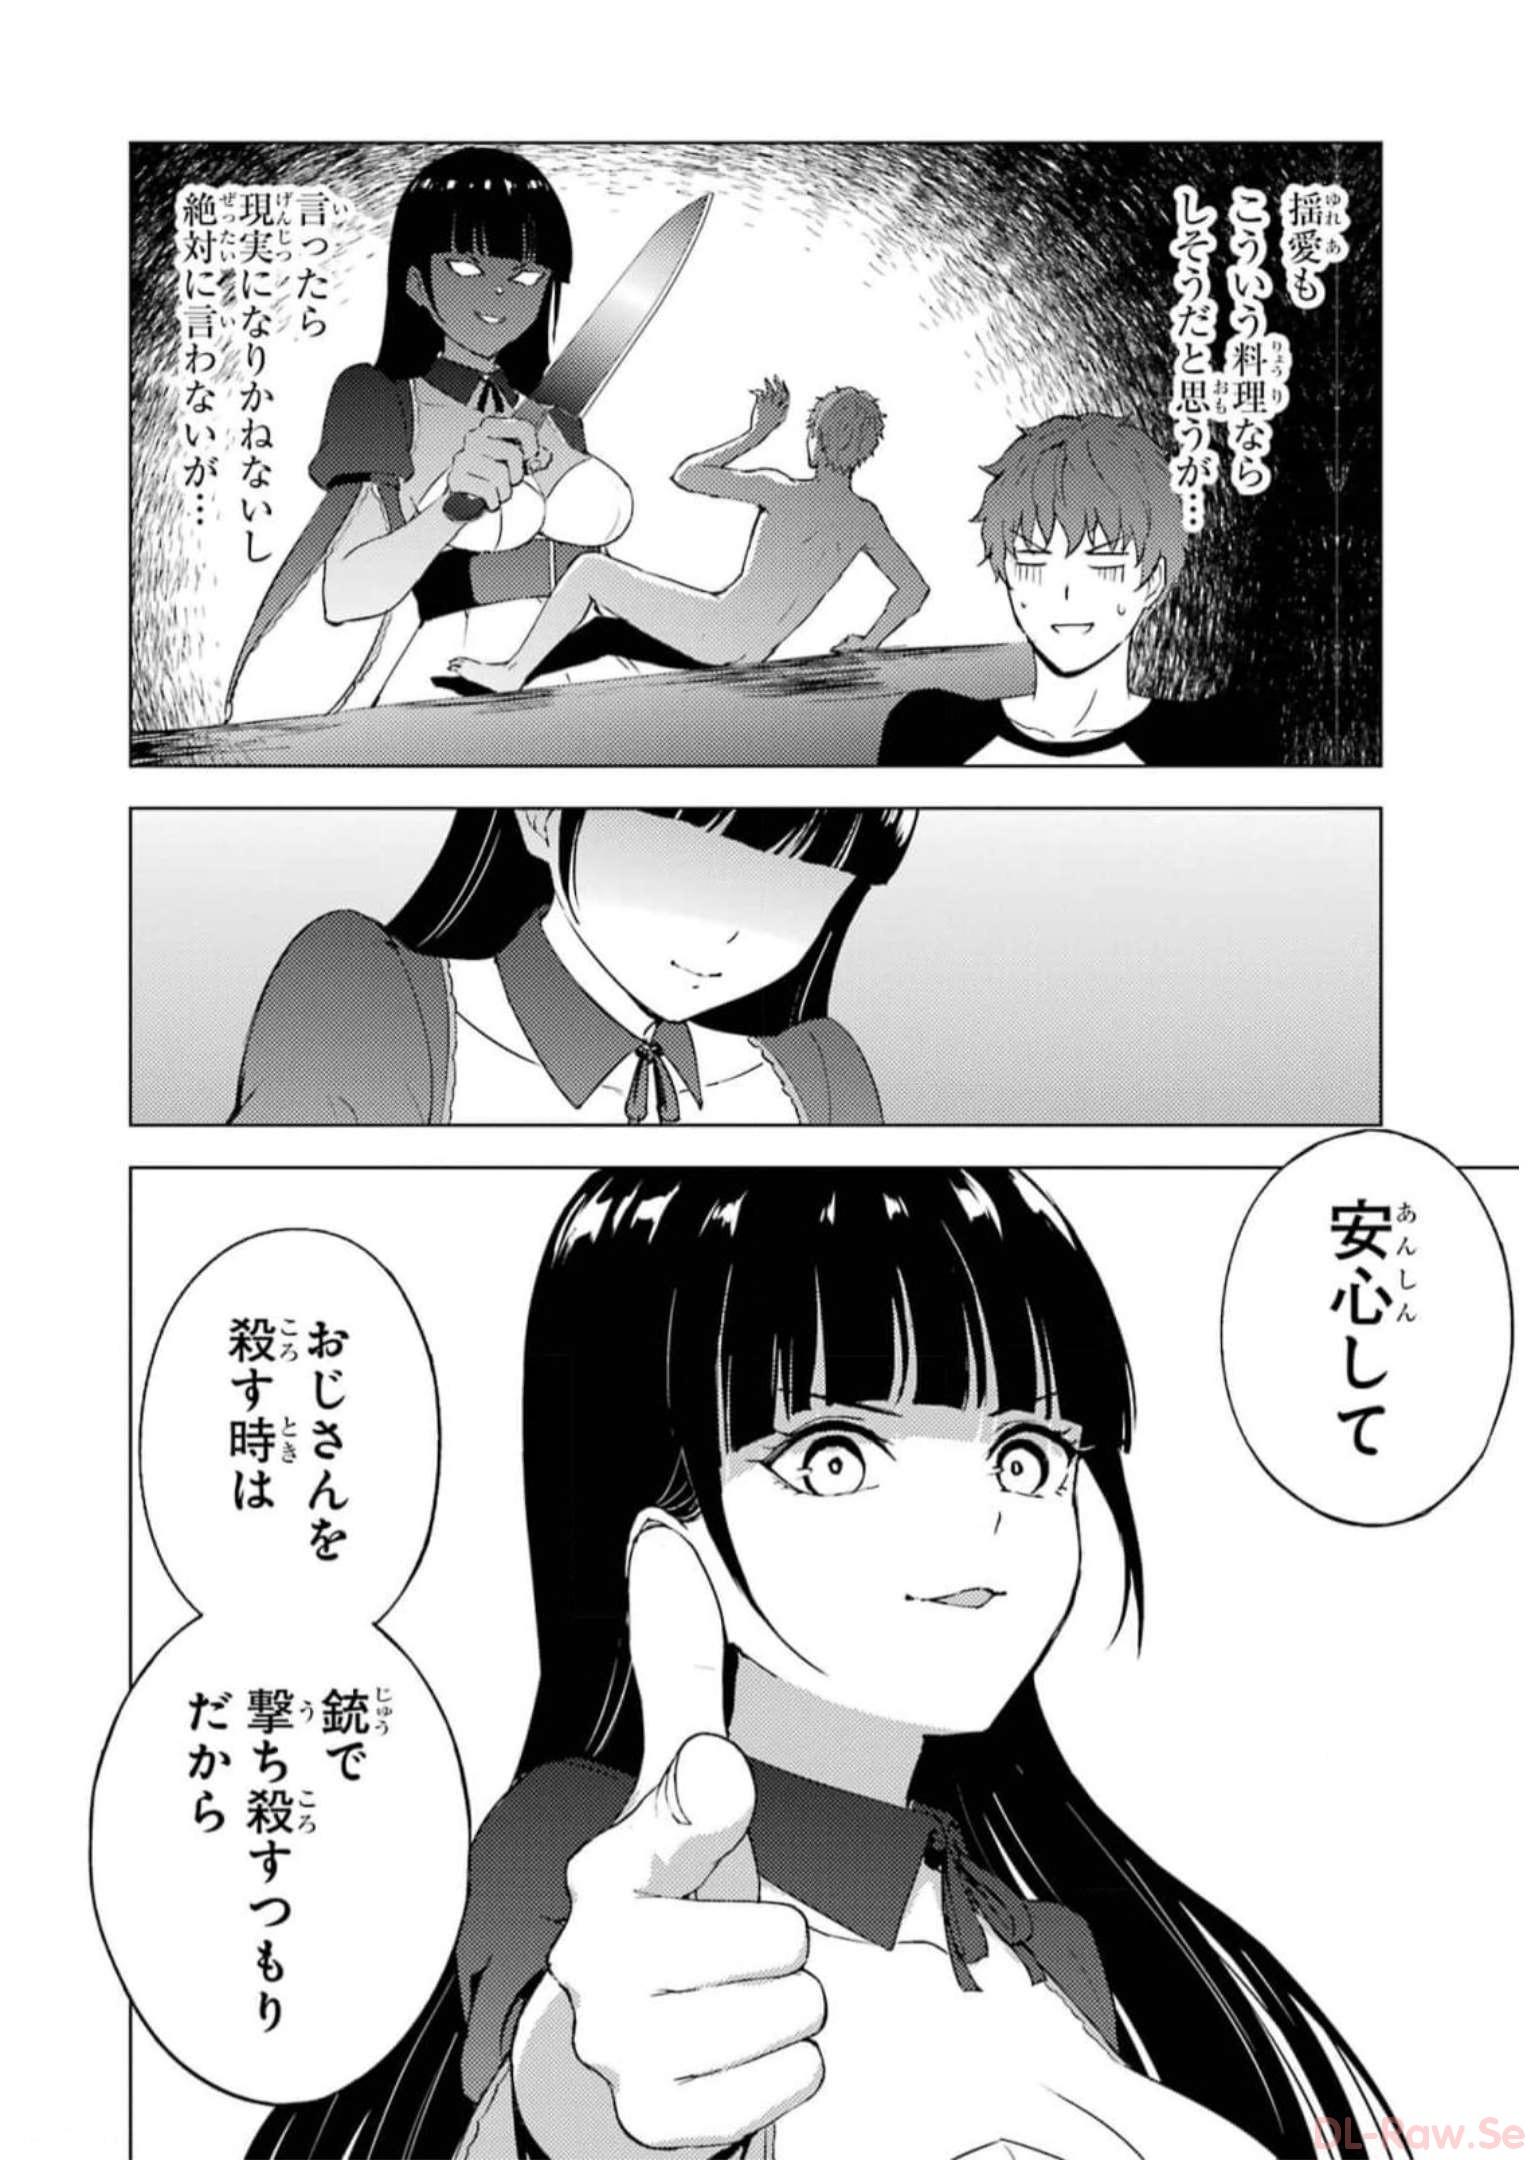 揺愛も
こういう料理なら
しそうだと思うが…
言ったら
現実になりかねないし
絶対に言わないが…
安心して
おじさんを
殺す時は
銃で
撃ち殺すつもり
だから
DL-Raw.Se